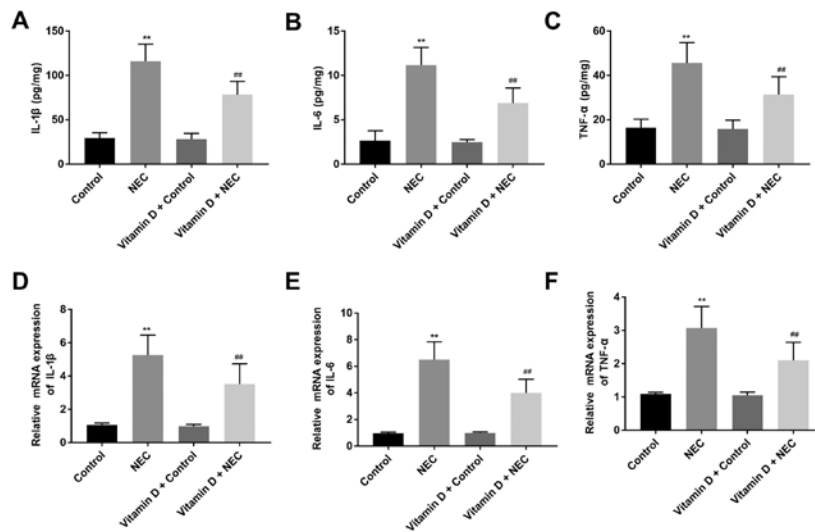 A
IL-1β (pg/mg)
150
100
50
0
**
##
Control
NEC
Vitamin D + Control
Vitamin D + NEC
B
IL-6 (pg/mg)
15
10
5
0
**
##
Control
NEC
Vitamin D + Control
Vitamin D + NEC
C
TNF-α (pg/mg)
60
40
20
0
**
##
Control
NEC
Vitamin D + Control
Vitamin D + NEC
D
Relative mRNA expression
of IL-1β
8
6
4
2
0
**
##
Control
NEC
Vitamin D + Control
Vitamin D + NEC
E
Relative mRNA expression
of IL-6
10
8
6
4
2
0
**
##
Control
NEC
Vitamin D + Control
Vitamin D + NEC
F
Relative mRNA expression
of TNF-α
4
3
2
1
0
**
##
Control
NEC
Vitamin D + Control
Vitamin D + NEC